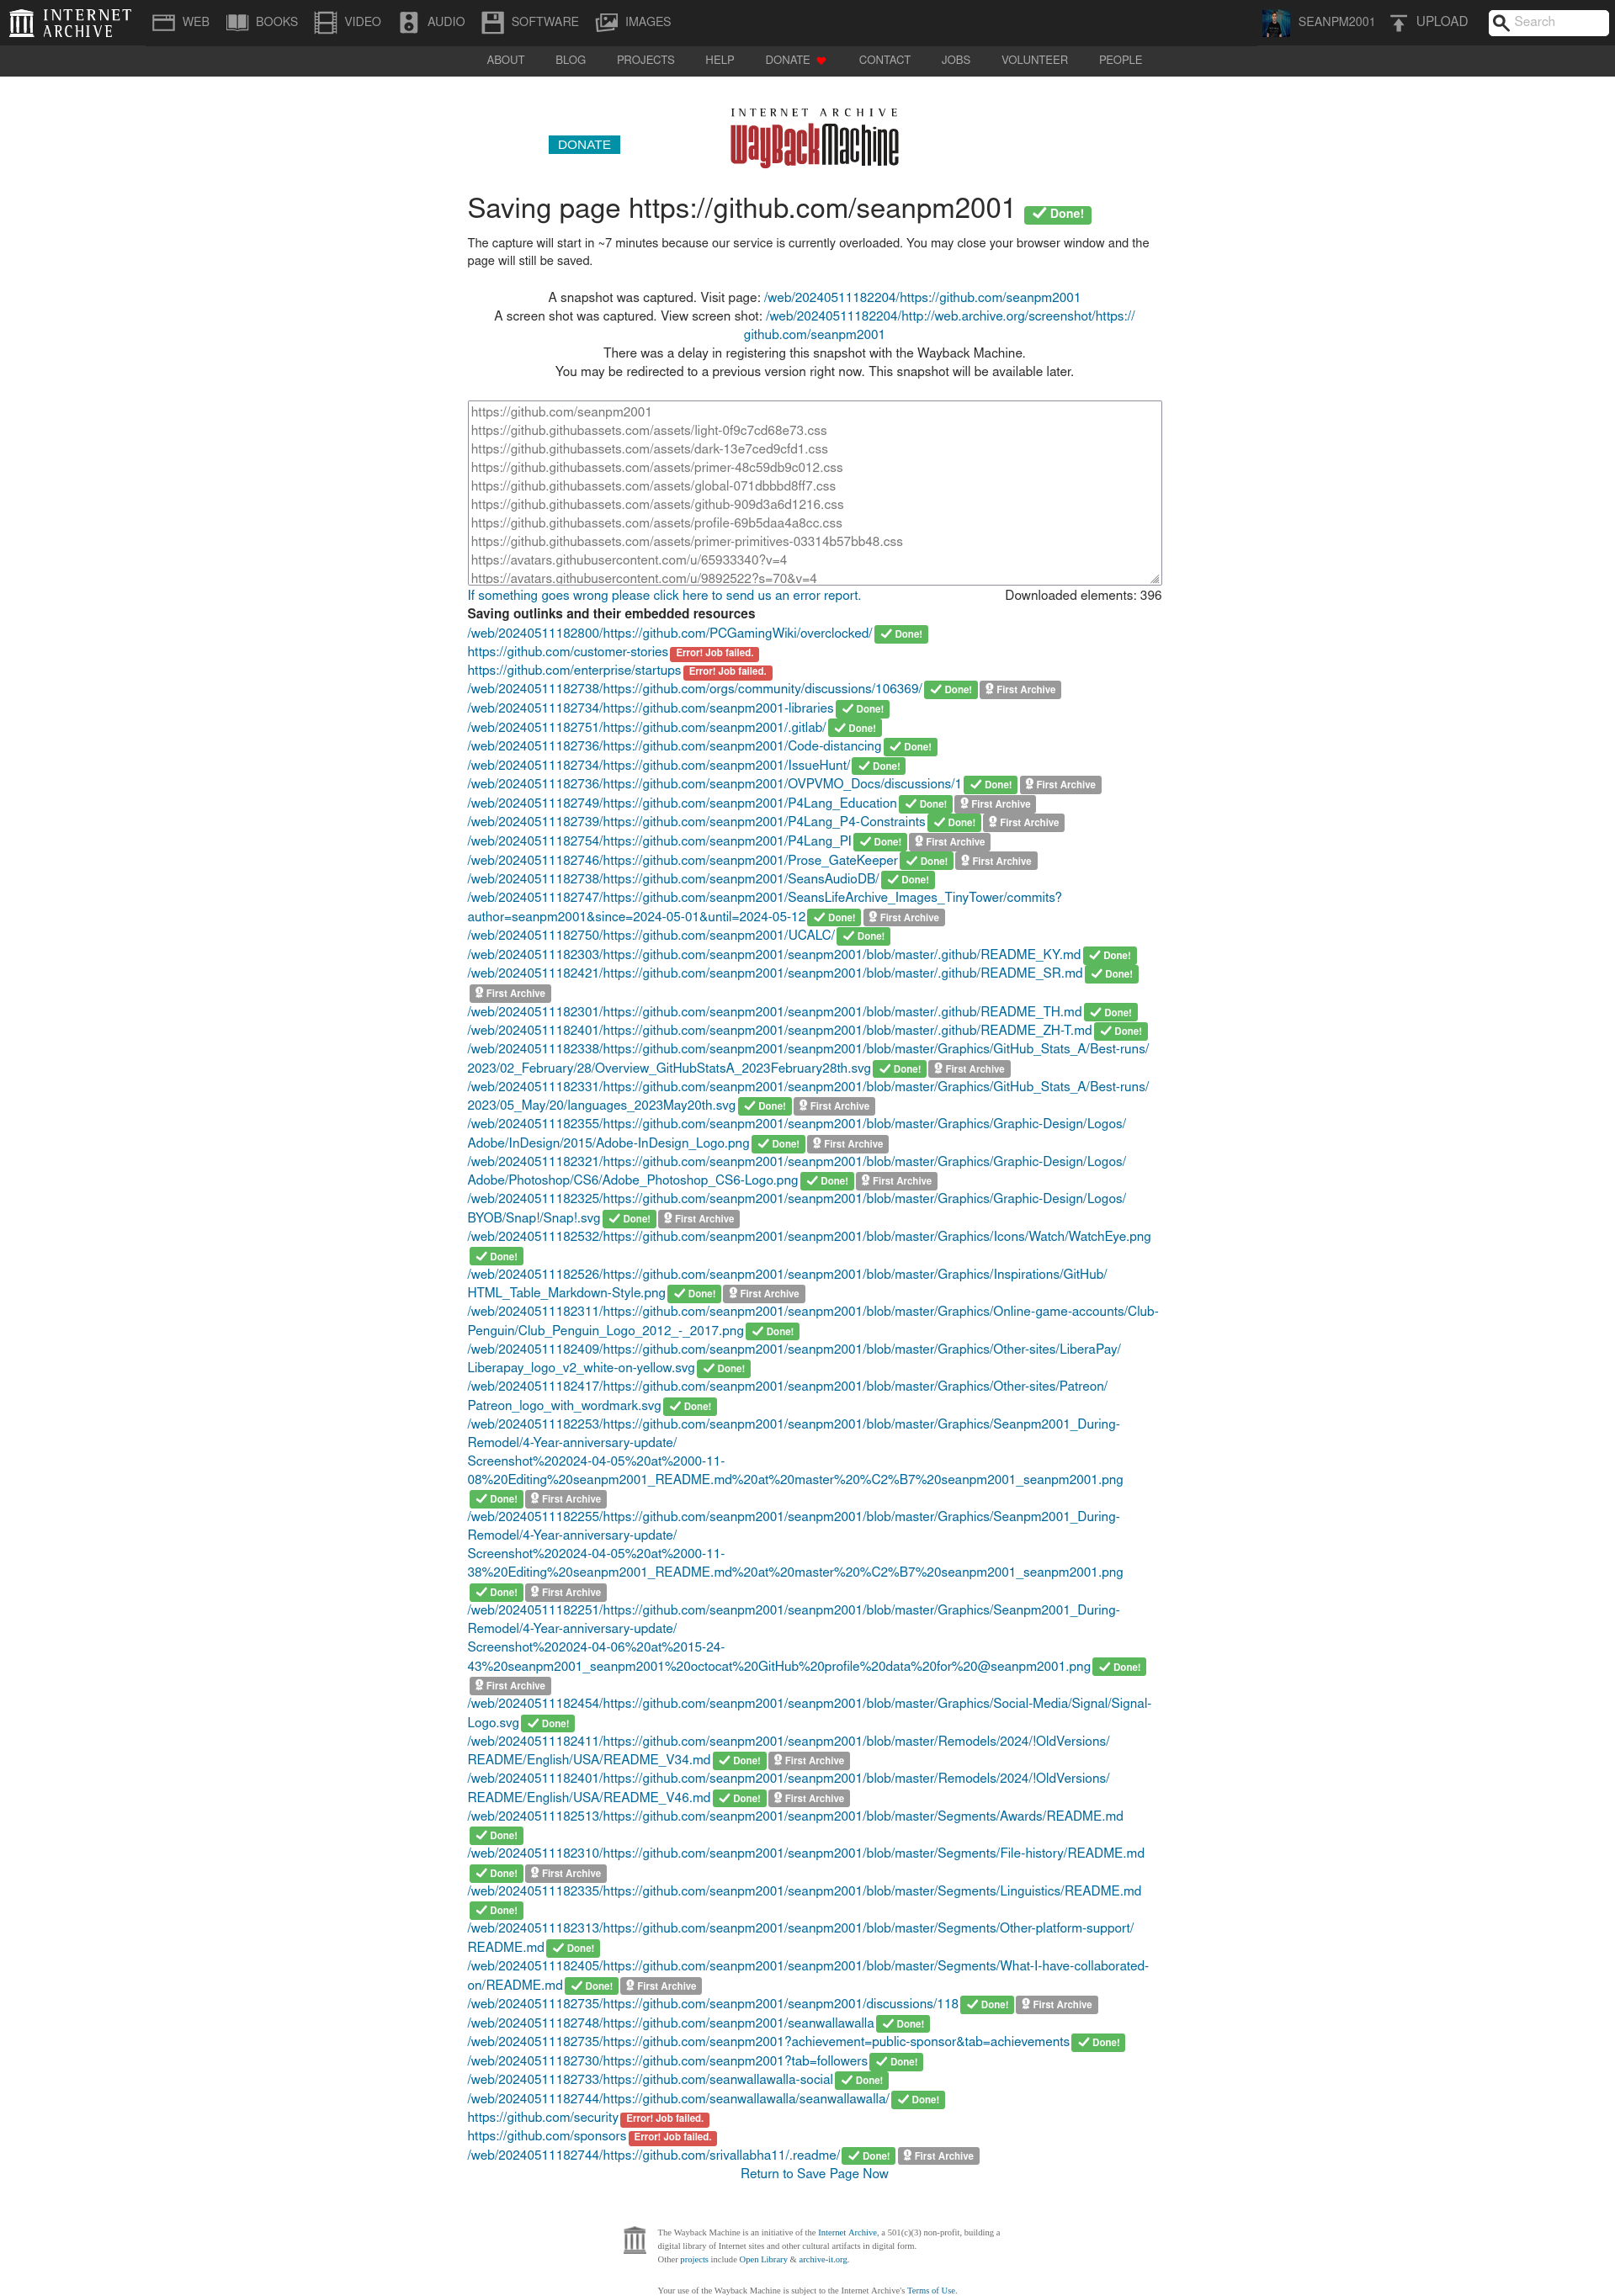 INTERNET ARCHIVE
WEB
BOOKS
VIDEO
AUDIO
SOFTWARE
IMAGES
SEANPM2001
UPLOAD
Search
ABOUT
BLOG
PROJECTS
HELP
DONATE
CONTACT
JOBS
VOLUNTEER
PEOPLE
DONATE
INTERNET ARCHIVE
WayBackMachine
Saving page https://github.com/seanpm2001 Done!
The capture will start in ~7 minutes because our service is currently overloaded. You may close your browser window and the
page will still be saved.
A snapshot was captured. Visit page: /web/20240511182204/https://github.com/seanpm2001
A screen shot was captured. View screen shot: /web/20240511182204/http://web.archive.org/screenshot/https://
github.com/seanpm2001
There was a delay in registering this snapshot with the Wayback Machine.
You may be redirected to a previous version right now. This snapshot will be available later.
https://github.com/seanpm2001
https://github.githubassets.com/assets/light-0f9c7cd68e73.css
https://github.githubassets.com/assets/dark-13e7ced9cfd1.css
https://github.githubassets.com/assets/primer-48c59db9c012.css
https://github.githubassets.com/assets/global-071dbbbd8ff7.css
https://github.githubassets.com/assets/github-909d3a6d1216.css
https://github.githubassets.com/assets/profile-69b5daa4a8cc.css
https://github.githubassets.com/assets/primer-primitives-03314b57bb48.css
https://avatars.githubusercontent.com/u/65933340?v=4
https://avatars.githubusercontent.com/u/9892522?s=70&v=4
If something goes wrong please click here to send us an error report.
Downloaded elements: 396
Saving outlinks and their embedded resources
/web/20240511182800/https://github.com/PCGamingWiki/overclocked/ Done!
https://github.com/customer-stories Error! Job failed.
https://github.com/enterprise/startups Error! Job failed.
/web/20240511182738/https://github.com/orgs/community/discussions/106369/ Done! First Archive
/web/20240511182734/https://github.com/seanpm2001-libraries Done!
/web/20240511182751/https://github.com/seanpm2001/.gitlab/ Done!
/web/20240511182736/https://github.com/seanpm2001/Code-distancing Done!
/web/20240511182734/https://github.com/seanpm2001/IssueHunt/ Done!
/web/20240511182736/https://github.com/seanpm2001/OVPVMO_Docs/discussions/1 Done! First Archive
/web/20240511182749/https://github.com/seanpm2001/P4Lang_Education Done! First Archive
/web/20240511182739/https://github.com/seanpm2001/P4Lang_P4-Constraints Done! First Archive
/web/20240511182754/https://github.com/seanpm2001/P4Lang_PI Done! First Archive
/web/20240511182746/https://github.com/seanpm2001/Prose_GateKeeper Done! First Archive
/web/20240511182738/https://github.com/seanpm2001/SeansAudioDB/ Done!
/web/20240511182747/https://github.com/seanpm2001/SeansLifeArchive_Images_TinyTower/commits?
author=seanpm2001&since=2024-05-01&until=2024-05-12 Done! First Archive
/web/20240511182750/https://github.com/seanpm2001/UCALC/ Done!
/web/20240511182303/https://github.com/seanpm2001/seanpm2001/blob/master/.github/README_KY.md Done!
/web/20240511182421/https://github.com/seanpm2001/seanpm2001/blob/master/.github/README_SR.md Done!
First Archive
/web/20240511182301/https://github.com/seanpm2001/seanpm2001/blob/master/.github/README_TH.md Done!
/web/20240511182401/https://github.com/seanpm2001/seanpm2001/blob/master/.github/README_ZH-T.md Done!
/web/20240511182338/https://github.com/seanpm2001/seanpm2001/blob/master/Graphics/GitHub_Stats_A/Best-runs/
2023/02_February/28/Overview_GitHubStatsA_2023February28th.svg Done! First Archive
/web/20240511182331/https://github.com/seanpm2001/seanpm2001/blob/master/Graphics/GitHub_Stats_A/Best-runs/
2023/05_May/20/languages_2023May20th.svg Done! First Archive
/web/20240511182355/https://github.com/seanpm2001/seanpm2001/blob/master/Graphics/Graphic-Design/Logos/
Adobe/InDesign/2015/Adobe-InDesign_Logo.png Done! First Archive
/web/20240511182321/https://github.com/seanpm2001/seanpm2001/blob/master/Graphics/Graphic-Design/Logos/
Adobe/Photoshop/CS6/Adobe_Photoshop_CS6-Logo.png Done! First Archive
/web/20240511182325/https://github.com/seanpm2001/seanpm2001/blob/master/Graphics/Graphic-Design/Logos/
BYOB/Snap!/Snap!.svg Done! First Archive
/web/20240511182532/https://github.com/seanpm2001/seanpm2001/blob/master/Graphics/Icons/Watch/WatchEye.png
Done!
/web/20240511182526/https://github.com/seanpm2001/seanpm2001/blob/master/Graphics/Inspirations/GitHub/
HTML_Table_Markdown-Style.png Done! First Archive
/web/20240511182311/https://github.com/seanpm2001/seanpm2001/blob/master/Graphics/Online-game-accounts/Club-
Penguin/Club_Penguin_Logo_2012_-_2017.png Done!
/web/20240511182409/https://github.com/seanpm2001/seanpm2001/blob/master/Graphics/Other-sites/LiberaPay/
Liberapay_logo_v2_white-on-yellow.svg Done!
/web/20240511182417/https://github.com/seanpm2001/seanpm2001/blob/master/Graphics/Other-sites/Patreon/
Patreon_logo_with_wordmark.svg Done!
/web/20240511182253/https://github.com/seanpm2001/seanpm2001/blob/master/Graphics/Seanpm2001_During-
Remodel/4-Year-anniversary-update/
Screenshot%202024-04-05%20at%2000-11-
08%20Editing%20seanpm2001_README.md%20at%20master%20%C2%B7%20seanpm2001_seanpm2001.png
Done! First Archive
/web/20240511182255/https://github.com/seanpm2001/seanpm2001/blob/master/Graphics/Seanpm2001_During-
Remodel/4-Year-anniversary-update/
Screenshot%202024-04-05%20at%2000-11-
38%20Editing%20seanpm2001_README.md%20at%20master%20%C2%B7%20seanpm2001_seanpm2001.png
Done! First Archive
/web/20240511182251/https://github.com/seanpm2001/seanpm2001/blob/master/Graphics/Seanpm2001_During-
Remodel/4-Year-anniversary-update/
Screenshot%202024-04-06%20at%2015-24-
43%20seanpm2001_seanpm2001%20octocat%20GitHub%20profile%20data%20for%20@seanpm2001.png Done!
First Archive
/web/20240511182454/https://github.com/seanpm2001/seanpm2001/blob/master/Graphics/Social-Media/Signal/Signal-
Logo.svg Done!
/web/20240511182411/https://github.com/seanpm2001/seanpm2001/blob/master/Remodels/2024/!OldVersions/
README/English/USA/README_V34.md Done! First Archive
/web/20240511182401/https://github.com/seanpm2001/seanpm2001/blob/master/Remodels/2024/!OldVersions/
README/English/USA/README_V46.md Done! First Archive
/web/20240511182513/https://github.com/seanpm2001/seanpm2001/blob/master/Segments/Awards/README.md
Done!
/web/20240511182310/https://github.com/seanpm2001/seanpm2001/blob/master/Segments/File-history/README.md
Done! First Archive
/web/20240511182335/https://github.com/seanpm2001/seanpm2001/blob/master/Segments/Linguistics/README.md
Done!
/web/20240511182313/https://github.com/seanpm2001/seanpm2001/blob/master/Segments/Other-platform-support/
README.md Done!
/web/20240511182405/https://github.com/seanpm2001/seanpm2001/blob/master/Segments/What-I-have-collaborated-
on/README.md Done! First Archive
/web/20240511182735/https://github.com/seanpm2001/seanpm2001/discussions/118 Done! First Archive
/web/20240511182748/https://github.com/seanpm2001/seanwallawalla Done!
/web/20240511182735/https://github.com/seanpm2001?achievement=public-sponsor&tab=achievements Done!
/web/20240511182730/https://github.com/seanpm2001?tab=followers Done!
/web/20240511182733/https://github.com/seanwallawalla-social Done!
/web/20240511182744/https://github.com/seanwallawalla/seanwallawalla/ Done!
https://github.com/security Error! Job failed.
https://github.com/sponsors Error! Job failed.
/web/20240511182744/https://github.com/srivallabha11/.readme/ Done! First Archive
Return to Save Page Now
The Wayback Machine is an initiative of the Internet Archive, a 501(c)(3) non-profit, building a
digital library of Internet sites and other cultural artifacts in digital form.
Other projects include Open Library & archive-it.org.
Your use of the Wayback Machine is subject to the Internet Archive's Terms of Use.